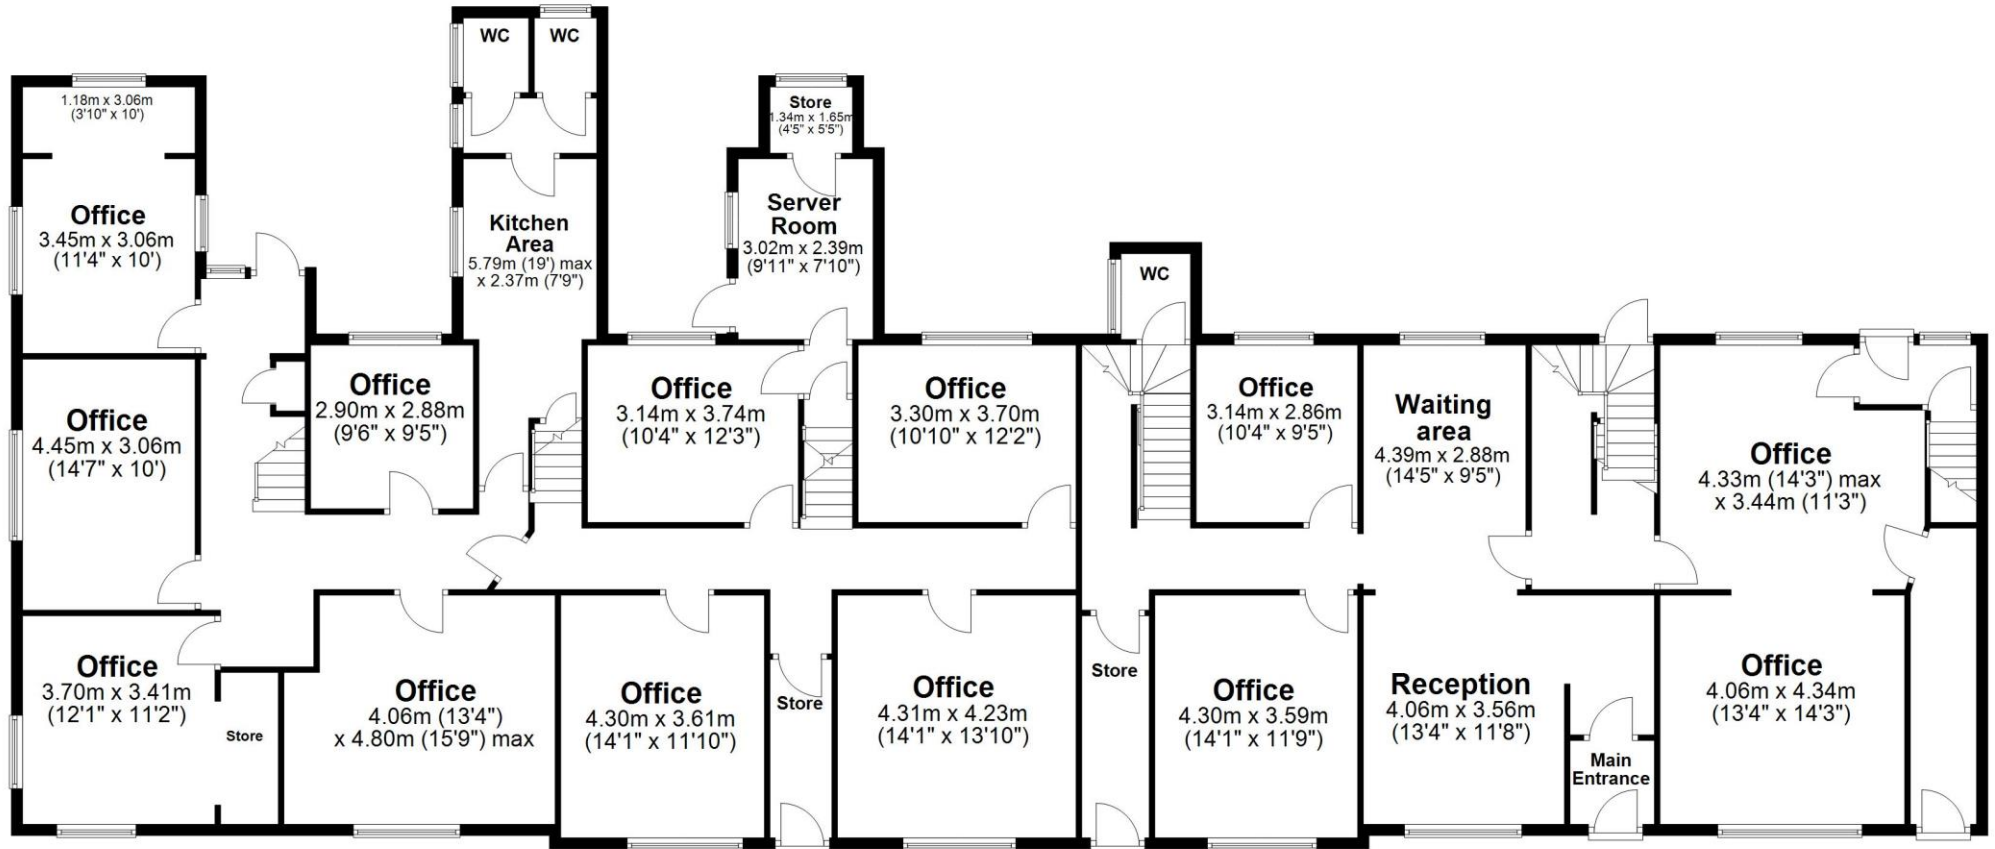 WC
WC
1.18m x 3.06m
(3'10" x 10')
Store
1.34m x 1.65m
(4'5" x 5'5")
Office
3.45m x 3.06m
(11'4" x 10')
Kitchen
Area
5.79m (19') max
x 2.37m (7'9")
Server
Room
3.02m x 2.39m
(9'11" x 7'10")
WC
Office
4.45m x 3.06m
(14'7" x 10')
Office
2.90m x 2.88m
(9'6" x 9'5")
Office
3.14m x 3.74m
(10'4" x 12'3")
Office
3.30m x 3.70m
(10'10" x 12'2")
Office
3.14m x 2.86m
(10'4" x 9'5")
Waiting
area
4.39m x 2.88m
(14'5" x 9'5")
Office
4.33m (14'3") max
x 3.44m (11'3")
Office
3.70m x 3.41m
(12'1" x 11'2")
Store
Office
4.06m (13'4")
x 4.80m (15'9") max
Office
4.30m x 3.61m
(14'1" x 11'10")
Store
Office
4.31m x 4.23m
(14'1" x 13'10")
Store
Office
4.30m x 3.59m
(14'1" x 11'9")
Reception
4.06m x 3.56m
(13'4" x 11'8")
Main
Entrance
Office
4.06m x 4.34m
(13'4" x 14'3")